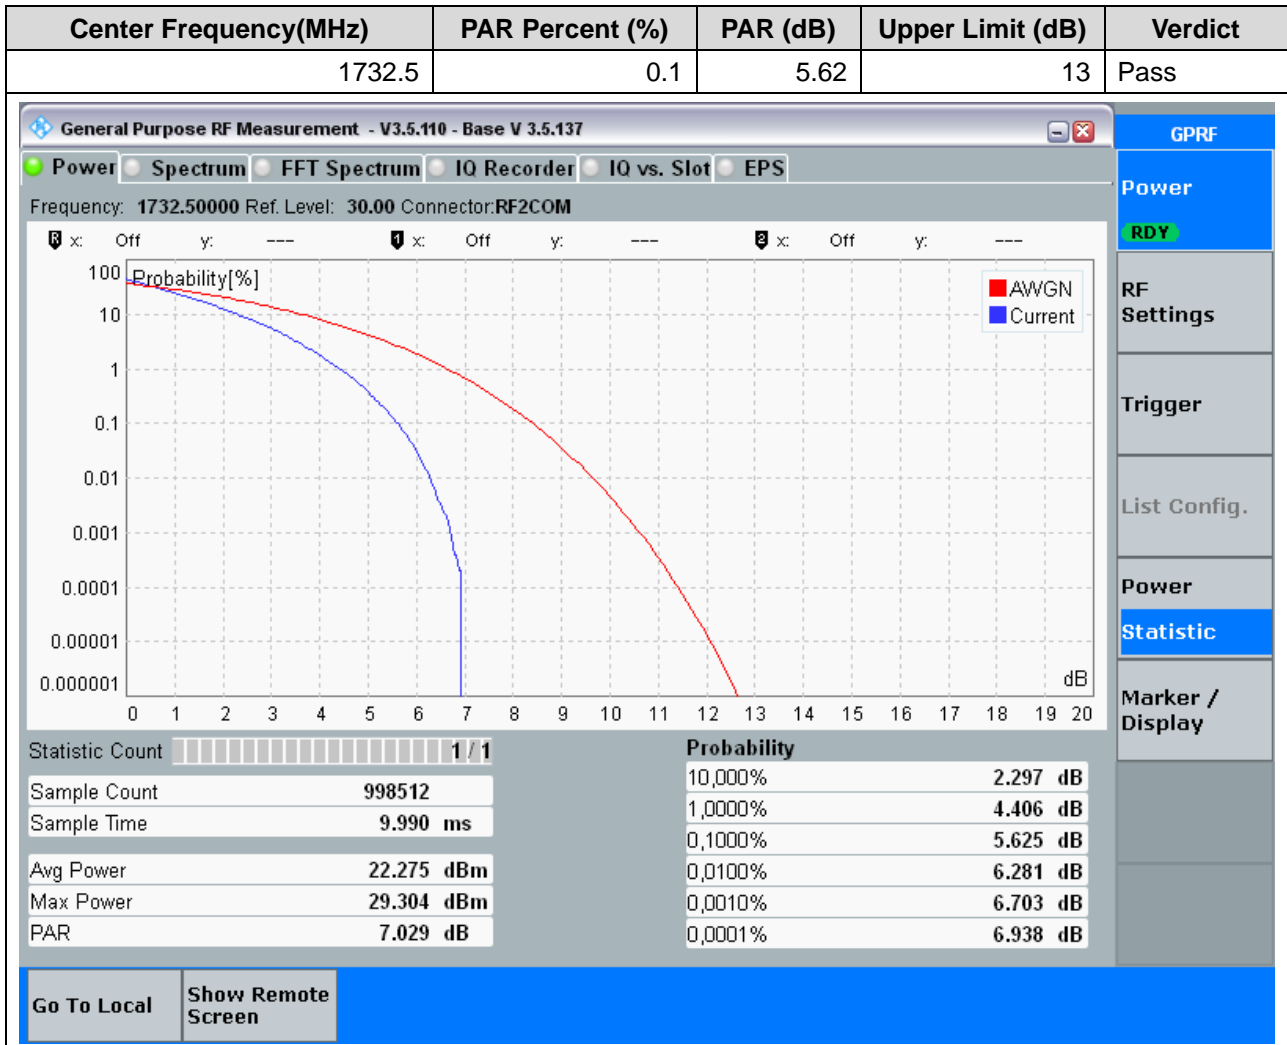 Center Frequency(MHz) PAR Percent (%) PAR (dB) Upper Limit (dB) Verdict
1732.5 0.1 5.62 13 Pass
General Purpose RF Measurement - V3.5.110 - Base V 3.5.137
GPRF
Power Spectrum FFT Spectrum IQ Recorder IQ vs. Slot EPS
Frequency: 1732.50000 Ref. Level: 30.00 Connector:RF2COM
R x: Off y: --- 1 x: Off y: --- 2 x: Off y: ---
Probability[%]
AWGN
Current
100
10
1
0.1
0.01
0.001
0.0001
0.00001
0.000001
dB
0 1 2 3 4 5 6 7 8 9 10 11 12 13 14 15 16 17 18 19 20
Statistic Count 1 / 1
Sample Count 998512
Sample Time 9.990 ms
Avg Power 22.275 dBm
Max Power 29.304 dBm
PAR 7.029 dB
Probability
10,000% 2.297 dB
1,0000% 4.406 dB
0,1000% 5.625 dB
0,0100% 6.281 dB
0,0010% 6.703 dB
0,0001% 6.938 dB
Power
RDY
RF
Settings
Trigger
List Config.
Power
Statistic
Marker /
Display
Go To Local
Show Remote
Screen